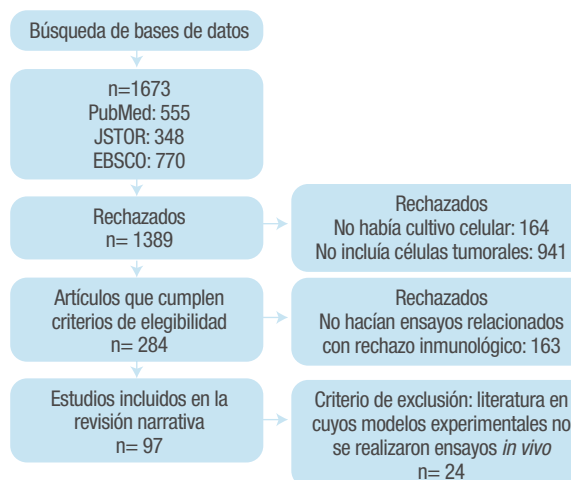 Búsqueda de bases de datos
n=1673
PubMed: 555
JSTOR: 348
EBSCO: 770
Rechazados
n= 1389
Rechazados
No había cultivo celular: 164
No incluía células tumorales: 941
Artículos que cumplen
criterios de elegibilidad
n= 284
Rechazados
No hacían ensayos relacionados
con rechazo inmunológico: 163
Estudios incluidos en la
revisión narrativa
n= 97
Criterio de exclusión: literatura en
cuyos modelos experimentales no
se realizaron ensayos in vivo
n= 24